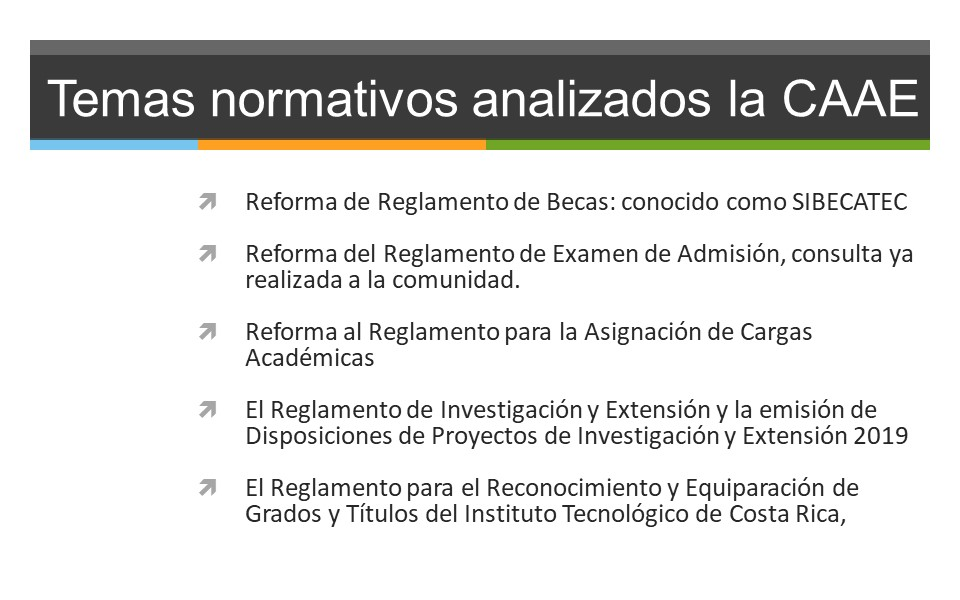 Temas normativos analizados la CAAE
Reforma de Reglamento de Becas: conocido como SIBECATEC
Reforma del Reglamento de Examen de Admisión, consulta ya
realizada a la comunidad.
Reforma al Reglamento para la Asignación de Cargas
Académicas
El Reglamento de Investigación y Extensión y la emisión de
Disposiciones de Proyectos de Investigación y Extensión 2019
El Reglamento para el Reconocimiento y Equiparación de
Grados y Títulos del Instituto Tecnológico de Costa Rica,